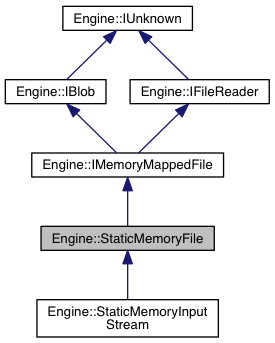 Engine::IUnknown
Engine::IBlob
Engine::IFileReader
Engine::IMemoryMappedFile
Engine::StaticMemoryFile
Engine::StaticMemoryInput
Stream